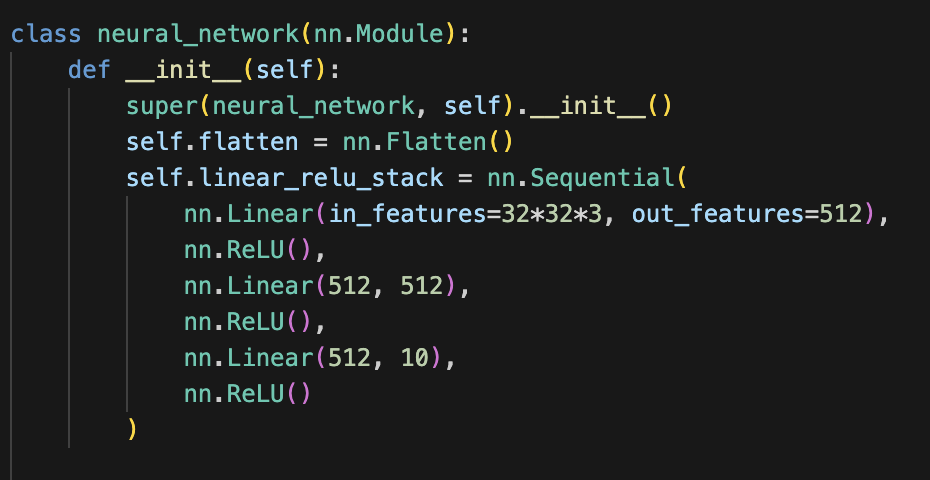 class neural_network(nn.Module):
    def __init__(self):
        super(neural_network, self).__init__()
        self.flatten = nn.Flatten()
        self.linear_relu_stack = nn.Sequential(
            nn.Linear(in_features=32*32*3, out_features=512),
            nn.ReLU(),
            nn.Linear(512, 512),
            nn.ReLU(),
            nn.Linear(512, 10),
            nn.ReLU()
        )